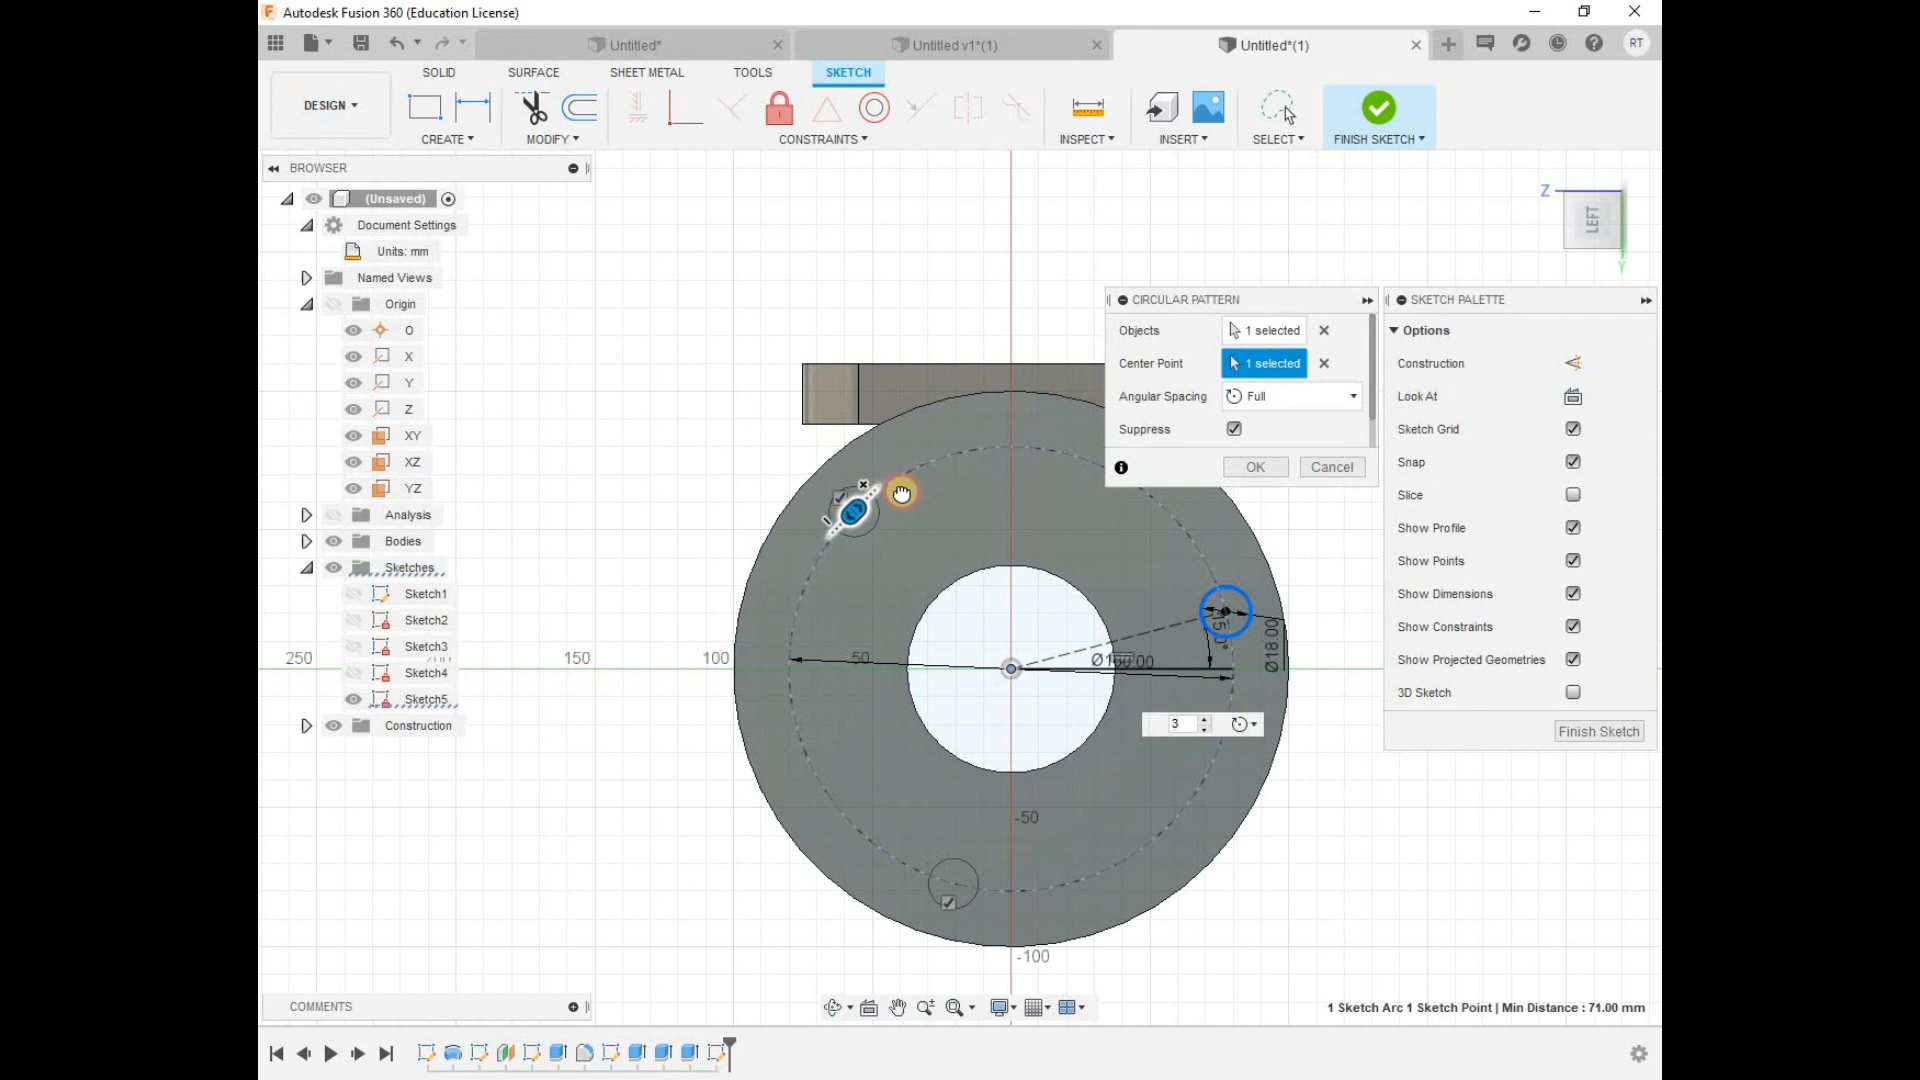 Autodesk Fusion 360 (Education License)
Untitled*
Untitled v1*(1)
Untitled*(1)
RT
SOLID
SURFACE
SHEET METAL
TOOLS
SKETCH
DESIGN
CREATE
MODIFY
CONSTRAINTS
INSPECT
INSERT
SELECT
FINISH SKETCH
BROWSER
(Unsaved)
Document Settings
Units: mm
Named Views
Origin
O
X
Y
Z
XY
XZ
YZ
Analysis
Bodies
Sketches
Sketch1
Sketch2
Sketch3
Sketch4
Sketch5
Construction
Z
LEFT
Y
CIRCULAR PATTERN
Objects 1 selected
Center Point 1 selected
Angular Spacing Full
Suppress
OK Cancel
SKETCH PALETTE
Options
Construction
Look At
Sketch Grid
Snap
Slice
Show Profile
Show Points
Show Dimensions
Show Constraints
Show Projected Geometries
3D Sketch
Finish Sketch
250
150
100
50
Ø18.00
3
-50
-100
COMMENTS
1 Sketch Arc 1 Sketch Point | Min Distance : 71.00 mm